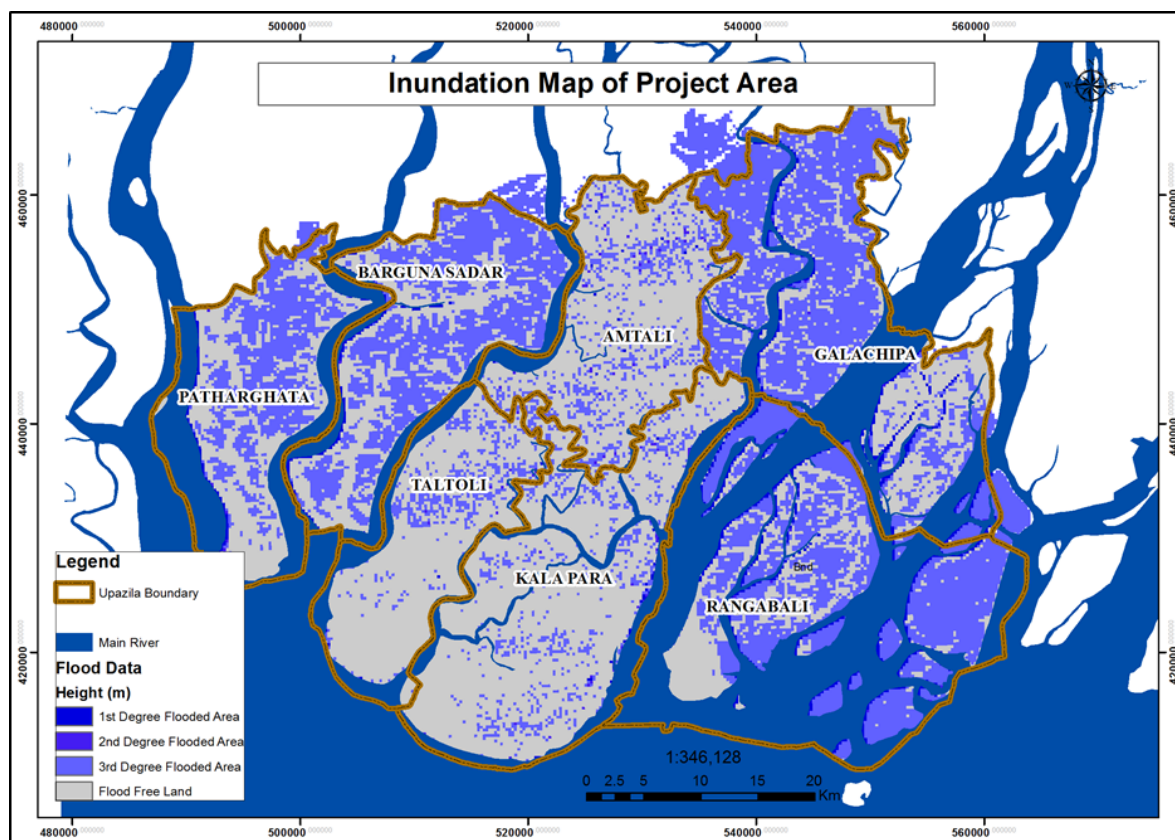 480000 500000 520000 540000 560000
Inundation Map of Project Area
W
460000 460000
BARGUNA SADAR
AMTALI
GALACHIPA
PATHARGHATA
440000 440000
TALTOLI
Legend
Upazila Boundary
KALA PARA
RANGABALI
Main River
420000 420000
Flood Data
Height (m)
1st Degree Flooded Area
2nd Degree Flooded Area
3rd Degree Flooded Area
Flood Free Land
1:346,128
0 2.5 5 10 15 20
Km
480000 500000 520000 540000 560000